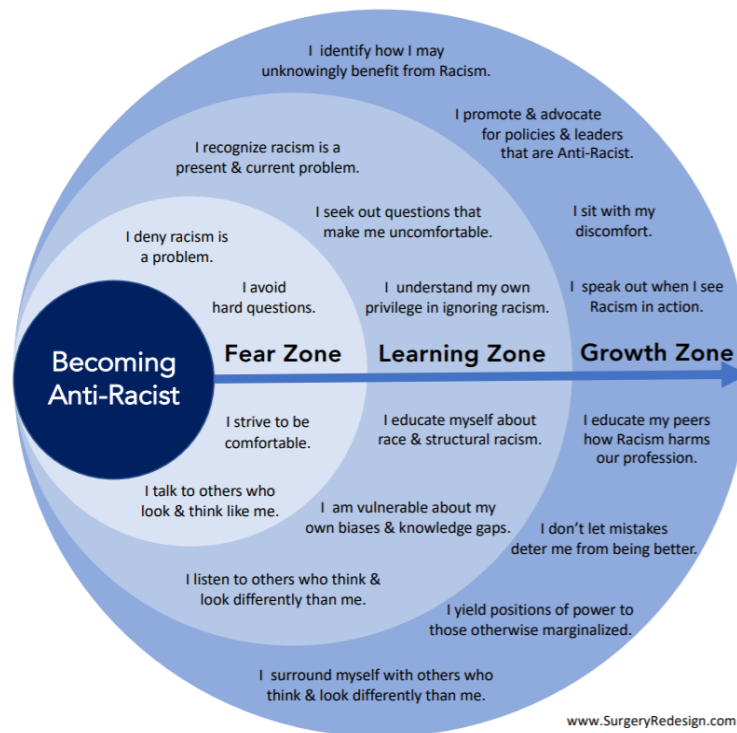 I identify how I may
unknowingly benefit from Racism.
I promote & advocate
for policies & leaders
that are Anti-Racist.
I recognize racism is a
present & current problem.
I seek out questions that
make me uncomfortable.
I sit with my
discomfort.
I deny racism is
a problem.
I avoid
hard questions.
I understand my own
privilege in ignoring racism.
I speak out when I see
Racism in action.
Becoming
Anti-Racist
Fear Zone
Learning Zone
Growth Zone
I strive to be
comfortable.
I educate myself about
race & structural racism.
I educate my peers
how Racism harms
our profession.
I talk to others who
look & think like me.
I am vulnerable about my
own biases & knowledge gaps.
I don’t let mistakes
deter me from being better.
I listen to others who think &
look differently than me.
I yield positions of power to
those otherwise marginalized.
I surround myself with others who
think & look differently than me.
www.SurgeryRedesign.com